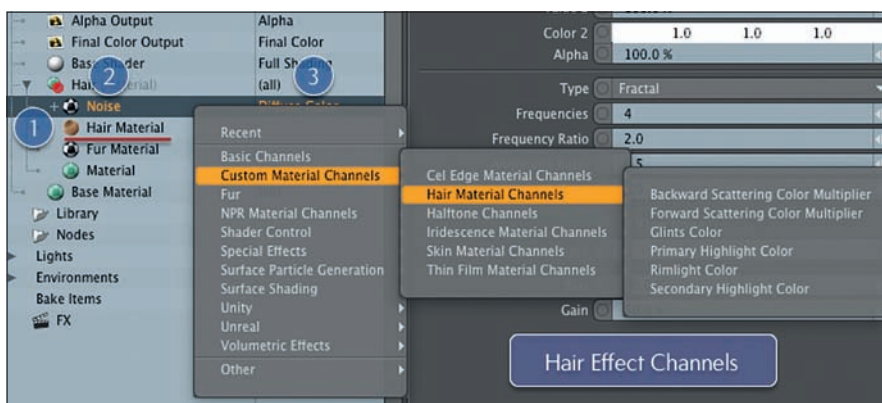 Alpha Output Alpha
Final Color Output Final Color
Base Shader Full Shading
Hair (all)
Noise Diffuse Color
Hair Material
Fur Material
Material
Base Material
Library
Nodes
Lights
Environments
Bake Items
FX
1
2
3
Recent
Basic Channels
Custom Material Channels
Fur
NPR Material Channels
Shader Control
Special Effects
Surface Particle Generation
Surface Shading
Unity
Unreal
Volumetric Effects
Other
Cel Edge Material Channels
Hair Material Channels
Halftone Channels
Iridescence Material Channels
Skin Material Channels
Thin Film Material Channels
Backward Scattering Color Multiplier
Forward Scattering Color Multiplier
Glints Color
Primary Highlight Color
Rimlight Color
Secondary Highlight Color
Color 2 1.0 1.0 1.0
Alpha 100.0 %
Type Fractal
Frequencies 4
Frequency Ratio 2.0
Gain
Hair Effect Channels